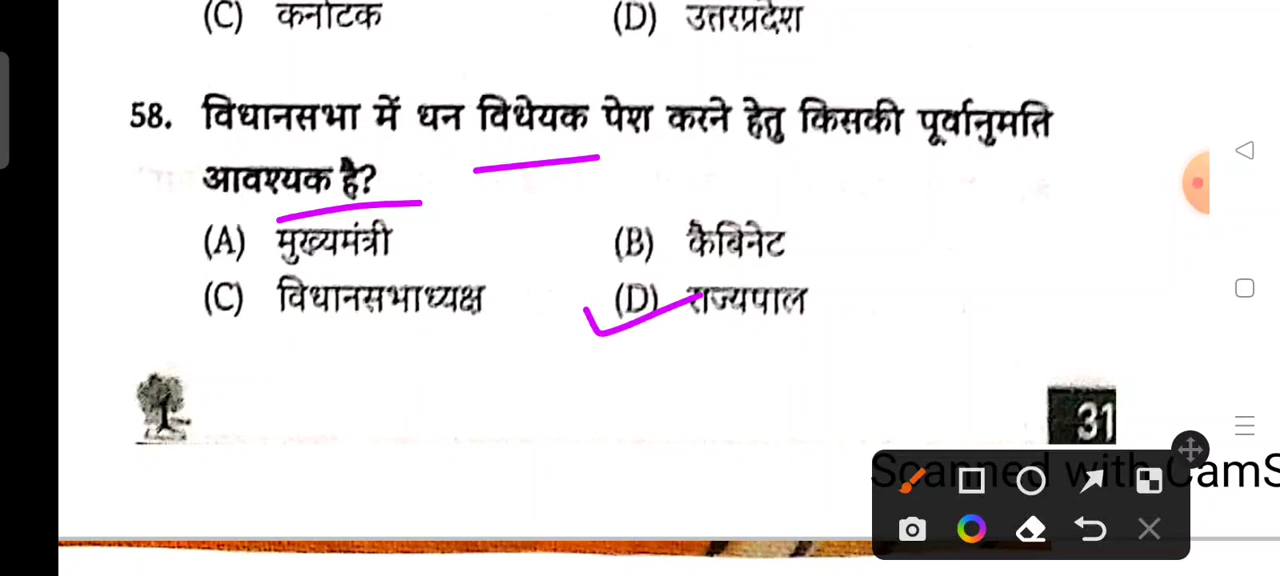 (C) कर्नाटक (D) उत्तरप्रदेश
58. विधानसभा में धन विधेयक पेश करने हेतु किसकी पूर्वानुमति
आवश्यक है?
(A) मुख्यमंत्री (B) कैबिनेट
(C) विधानसभाध्यक्ष (D) राज्यपाल
31
Scanned with CamS